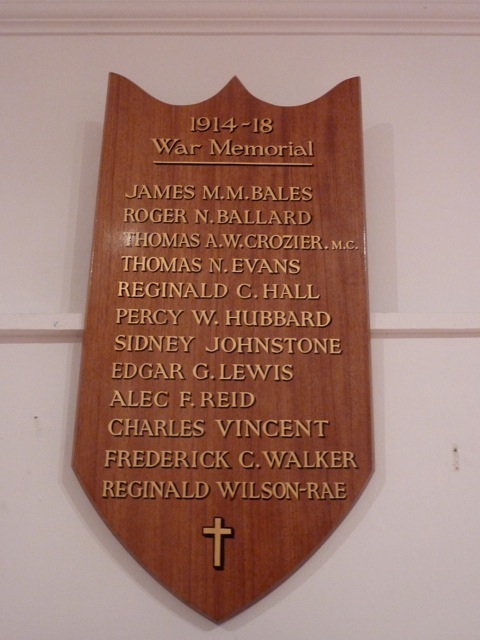 1914-18
War Memorial
JAMES M.M. BALES
ROGER N. BALLARD
THOMAS A.W. CROZIER. M.C.
THOMAS N. EVANS
REGINALD C. HALL
PERCY W. HUBBARD
SIDNEY JOHNSTONE
EDGAR G. LEWIS
ALEC F. REID
CHARLES VINCENT
FREDERICK C. WALKER
REGINALD WILSON-RAE